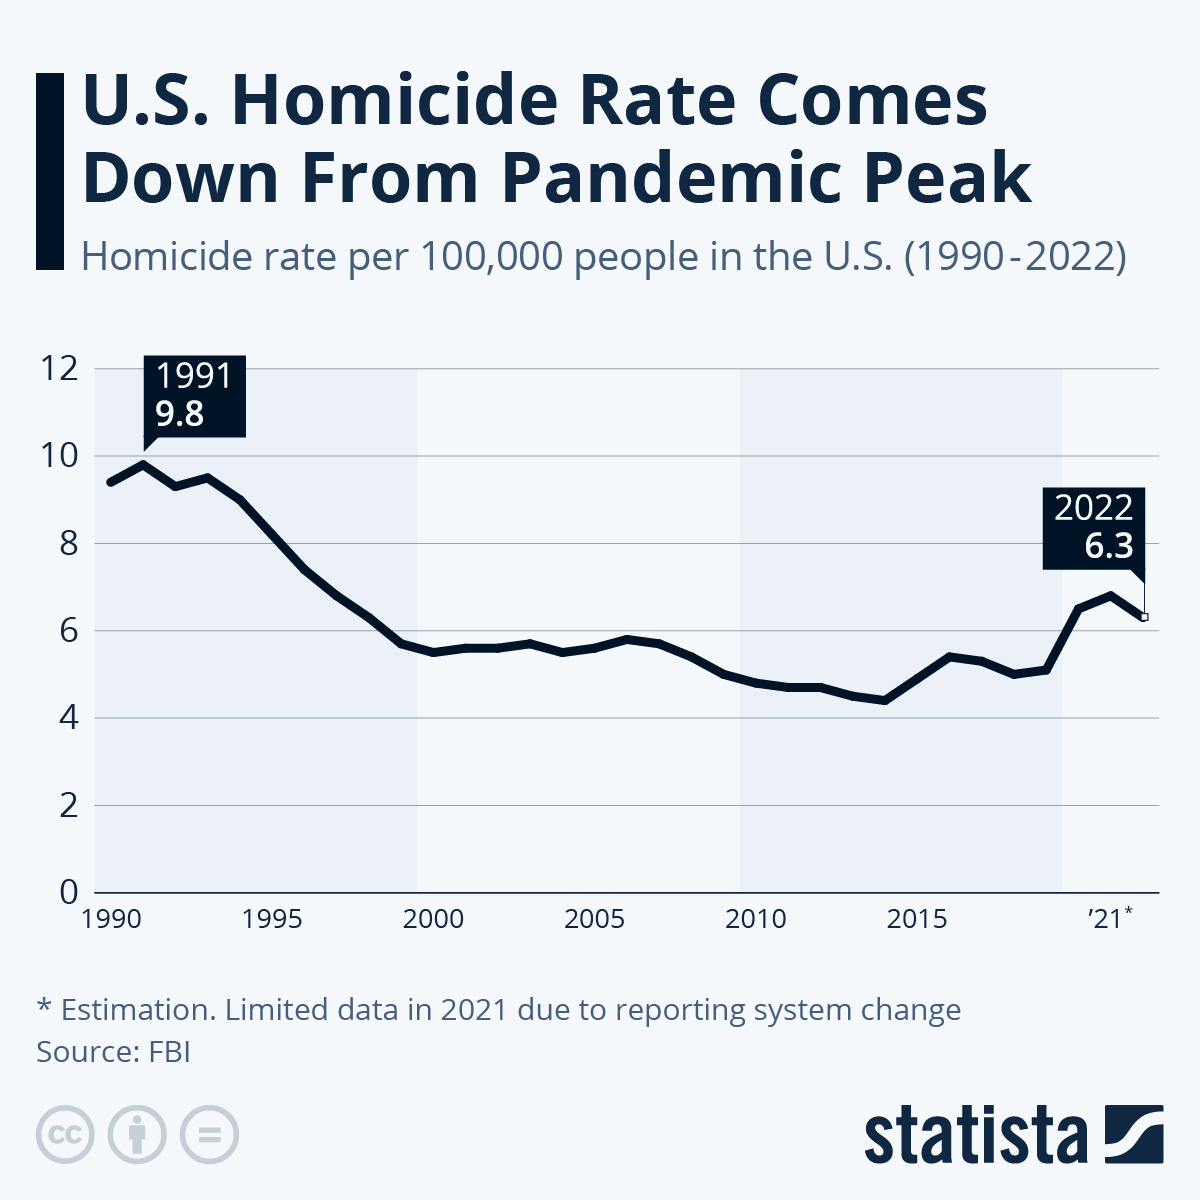 U.S. Homicide Rate Comes
Down From Pandemic Peak
Homicide rate per 100,000 people in the U.S. (1990-2022)
12
1991
9.8
10
2022
6.3
8
6
4
2
0
1990 1995 2000 2005 2010 2015 ’21*
* Estimation. Limited data in 2021 due to reporting system change
Source: FBI
cc
statista